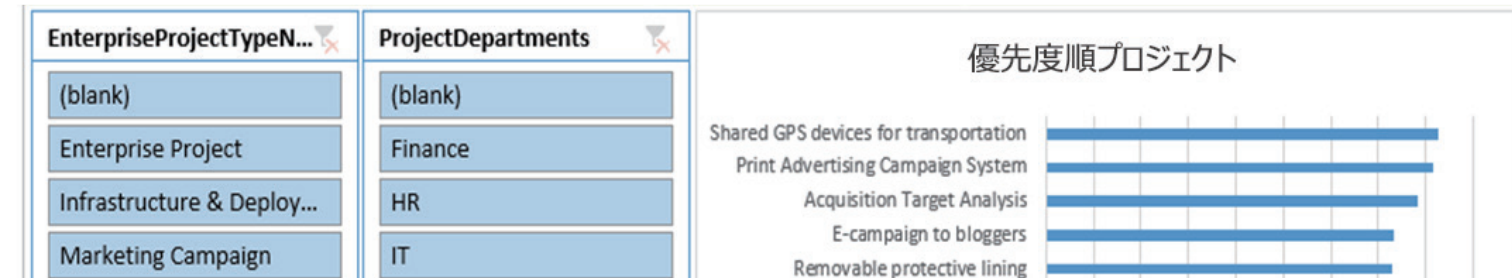 EnterpriseProjectTypeN...
(blank)
Enterprise Project
Infrastructure & Deploy...
Marketing Campaign
ProjectDepartments
(blank)
Finance
HR
IT
優先度順プロジェクト
Shared GPS devices for transportation
Print Advertising Campaign System
Acquisition Target Analysis
E-campaign to bloggers
Removable protective lining